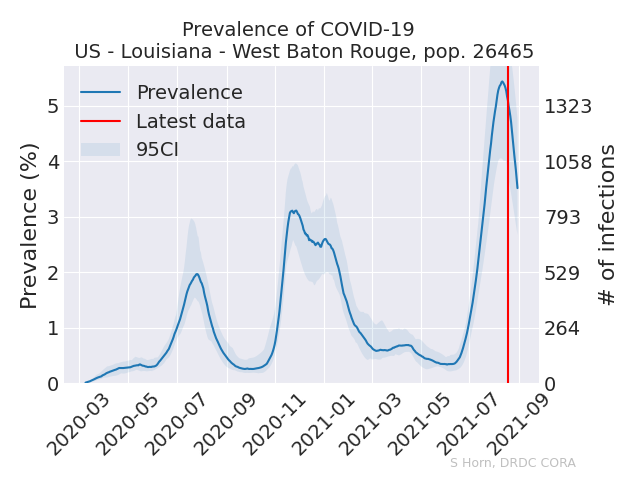 Prevalence of COVID-19
US - Louisiana - West Baton Rouge, pop. 26465
Prevalence
Latest data
95CI
Prevalence (%)
5
4
3
2
1
0
1323
1058
793
529
264
0
# of infections
2020-03
2020-05
2020-07
2020-09
2020-11
2021-01
2021-03
2021-05
2021-07
2021-09
S Horn, DRDC CORA